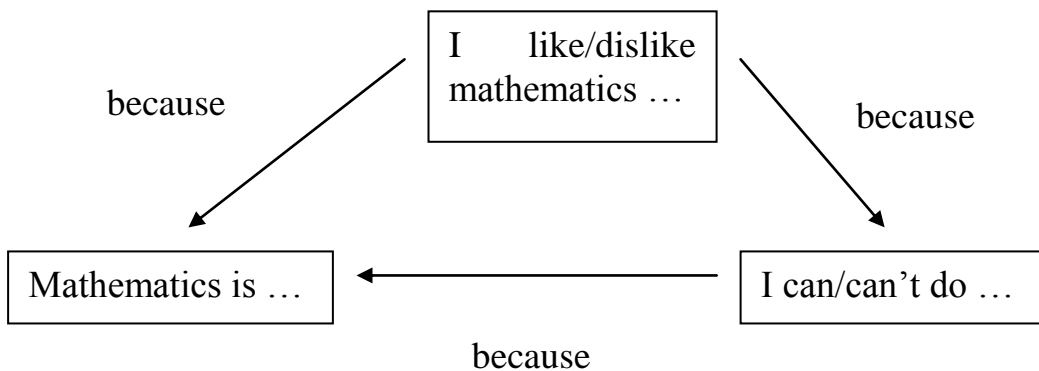 I like/dislike
mathematics …
because
because
Mathematics is …
I can/can’t do …
because